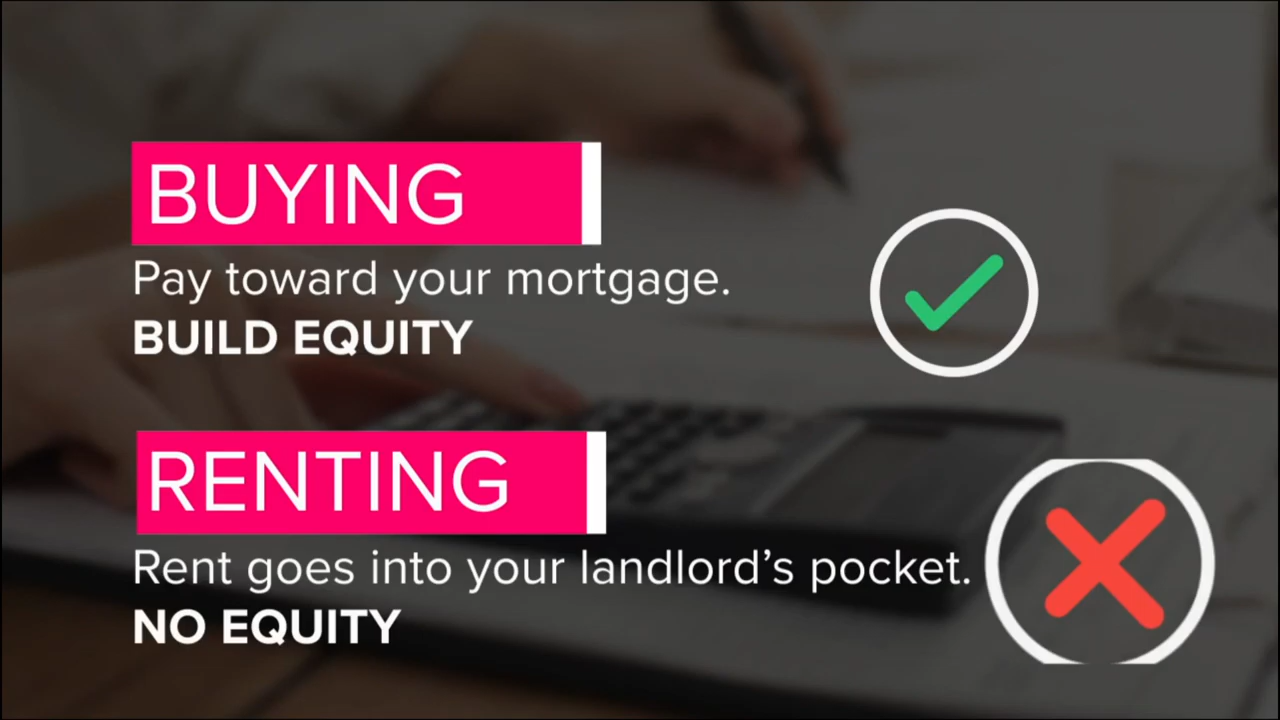 BUYING
Pay toward your mortgage.
BUILD EQUITY
RENTING
Rent goes into your landlord’s pocket.
NO EQUITY